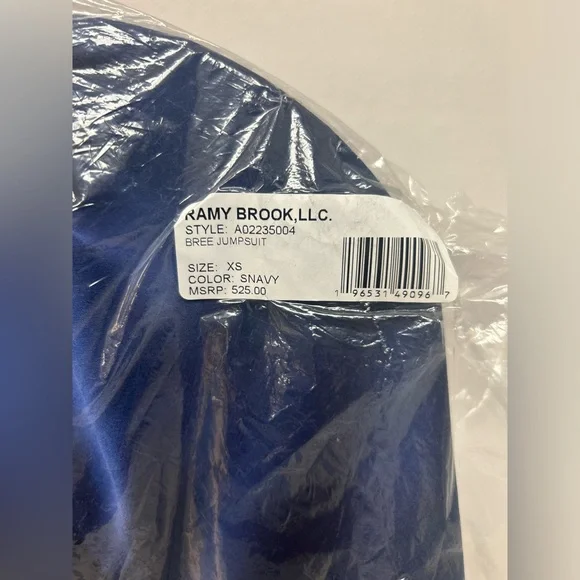 RAMY BROOK,LLC.
STYLE: A02235004
BREE JUMPSUIT
SIZE: XS
COLOR: SNAVY
MSRP: 525.00
1 96531 49096 7